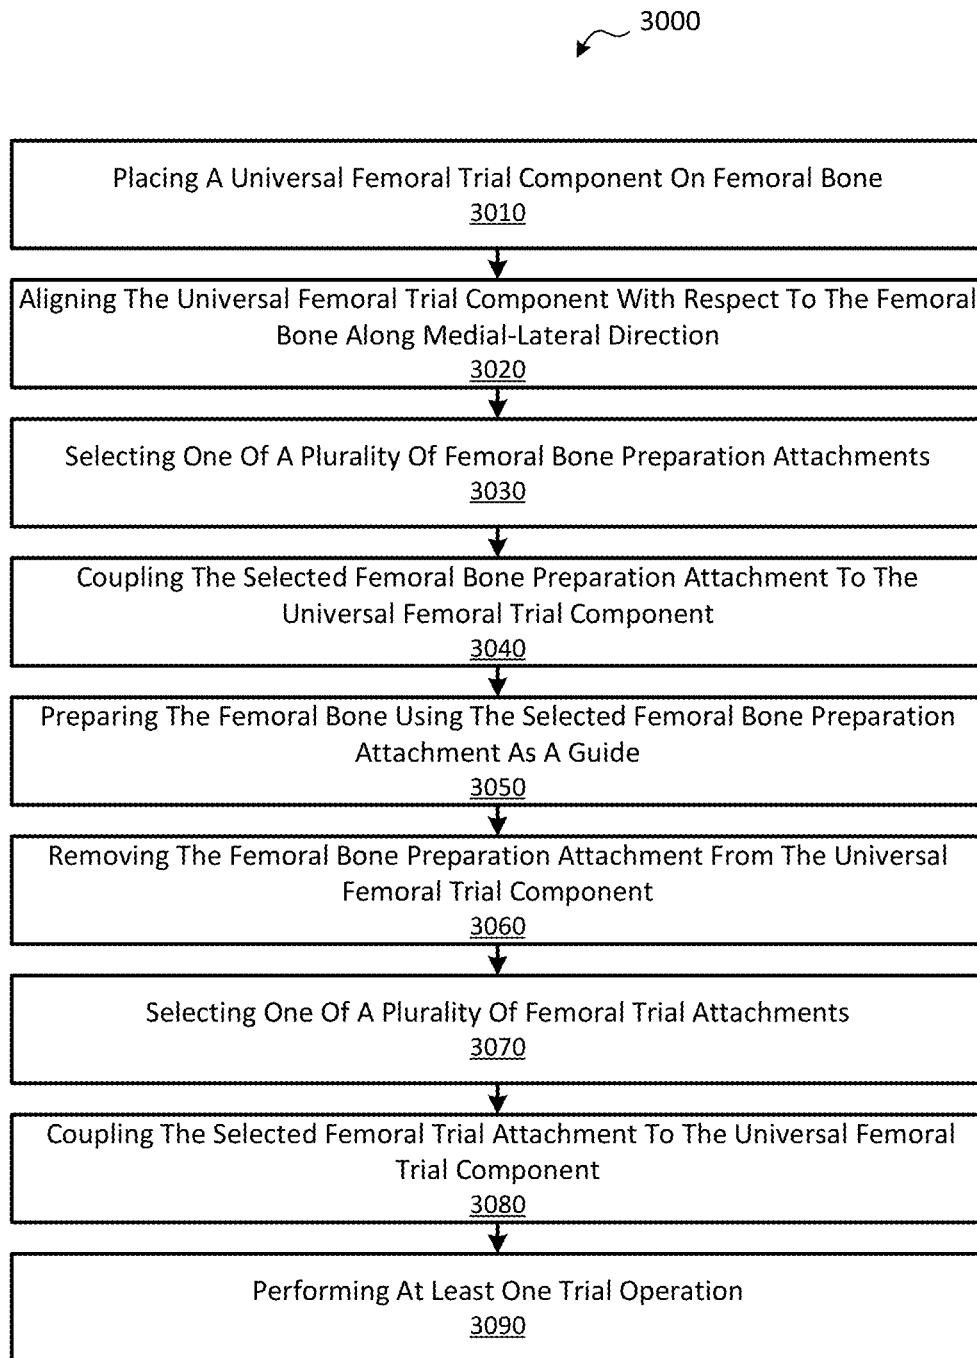 3000
Placing A Universal Femoral Trial Component On Femoral Bone
3010
Aligning The Universal Femoral Trial Component With Respect To The Femoral
Bone Along Medial-Lateral Direction
3020
Selecting One Of A Plurality Of Femoral Bone Preparation Attachments
3030
Coupling The Selected Femoral Bone Preparation Attachment To The
Universal Femoral Trial Component
3040
Preparing The Femoral Bone Using The Selected Femoral Bone Preparation
Attachment As A Guide
3050
Removing The Femoral Bone Preparation Attachment From The Universal
Femoral Trial Component
3060
Selecting One Of A Plurality Of Femoral Trial Attachments
3070
Coupling The Selected Femoral Trial Attachment To The Universal Femoral
Trial Component
3080
Performing At Least One Trial Operation
3090